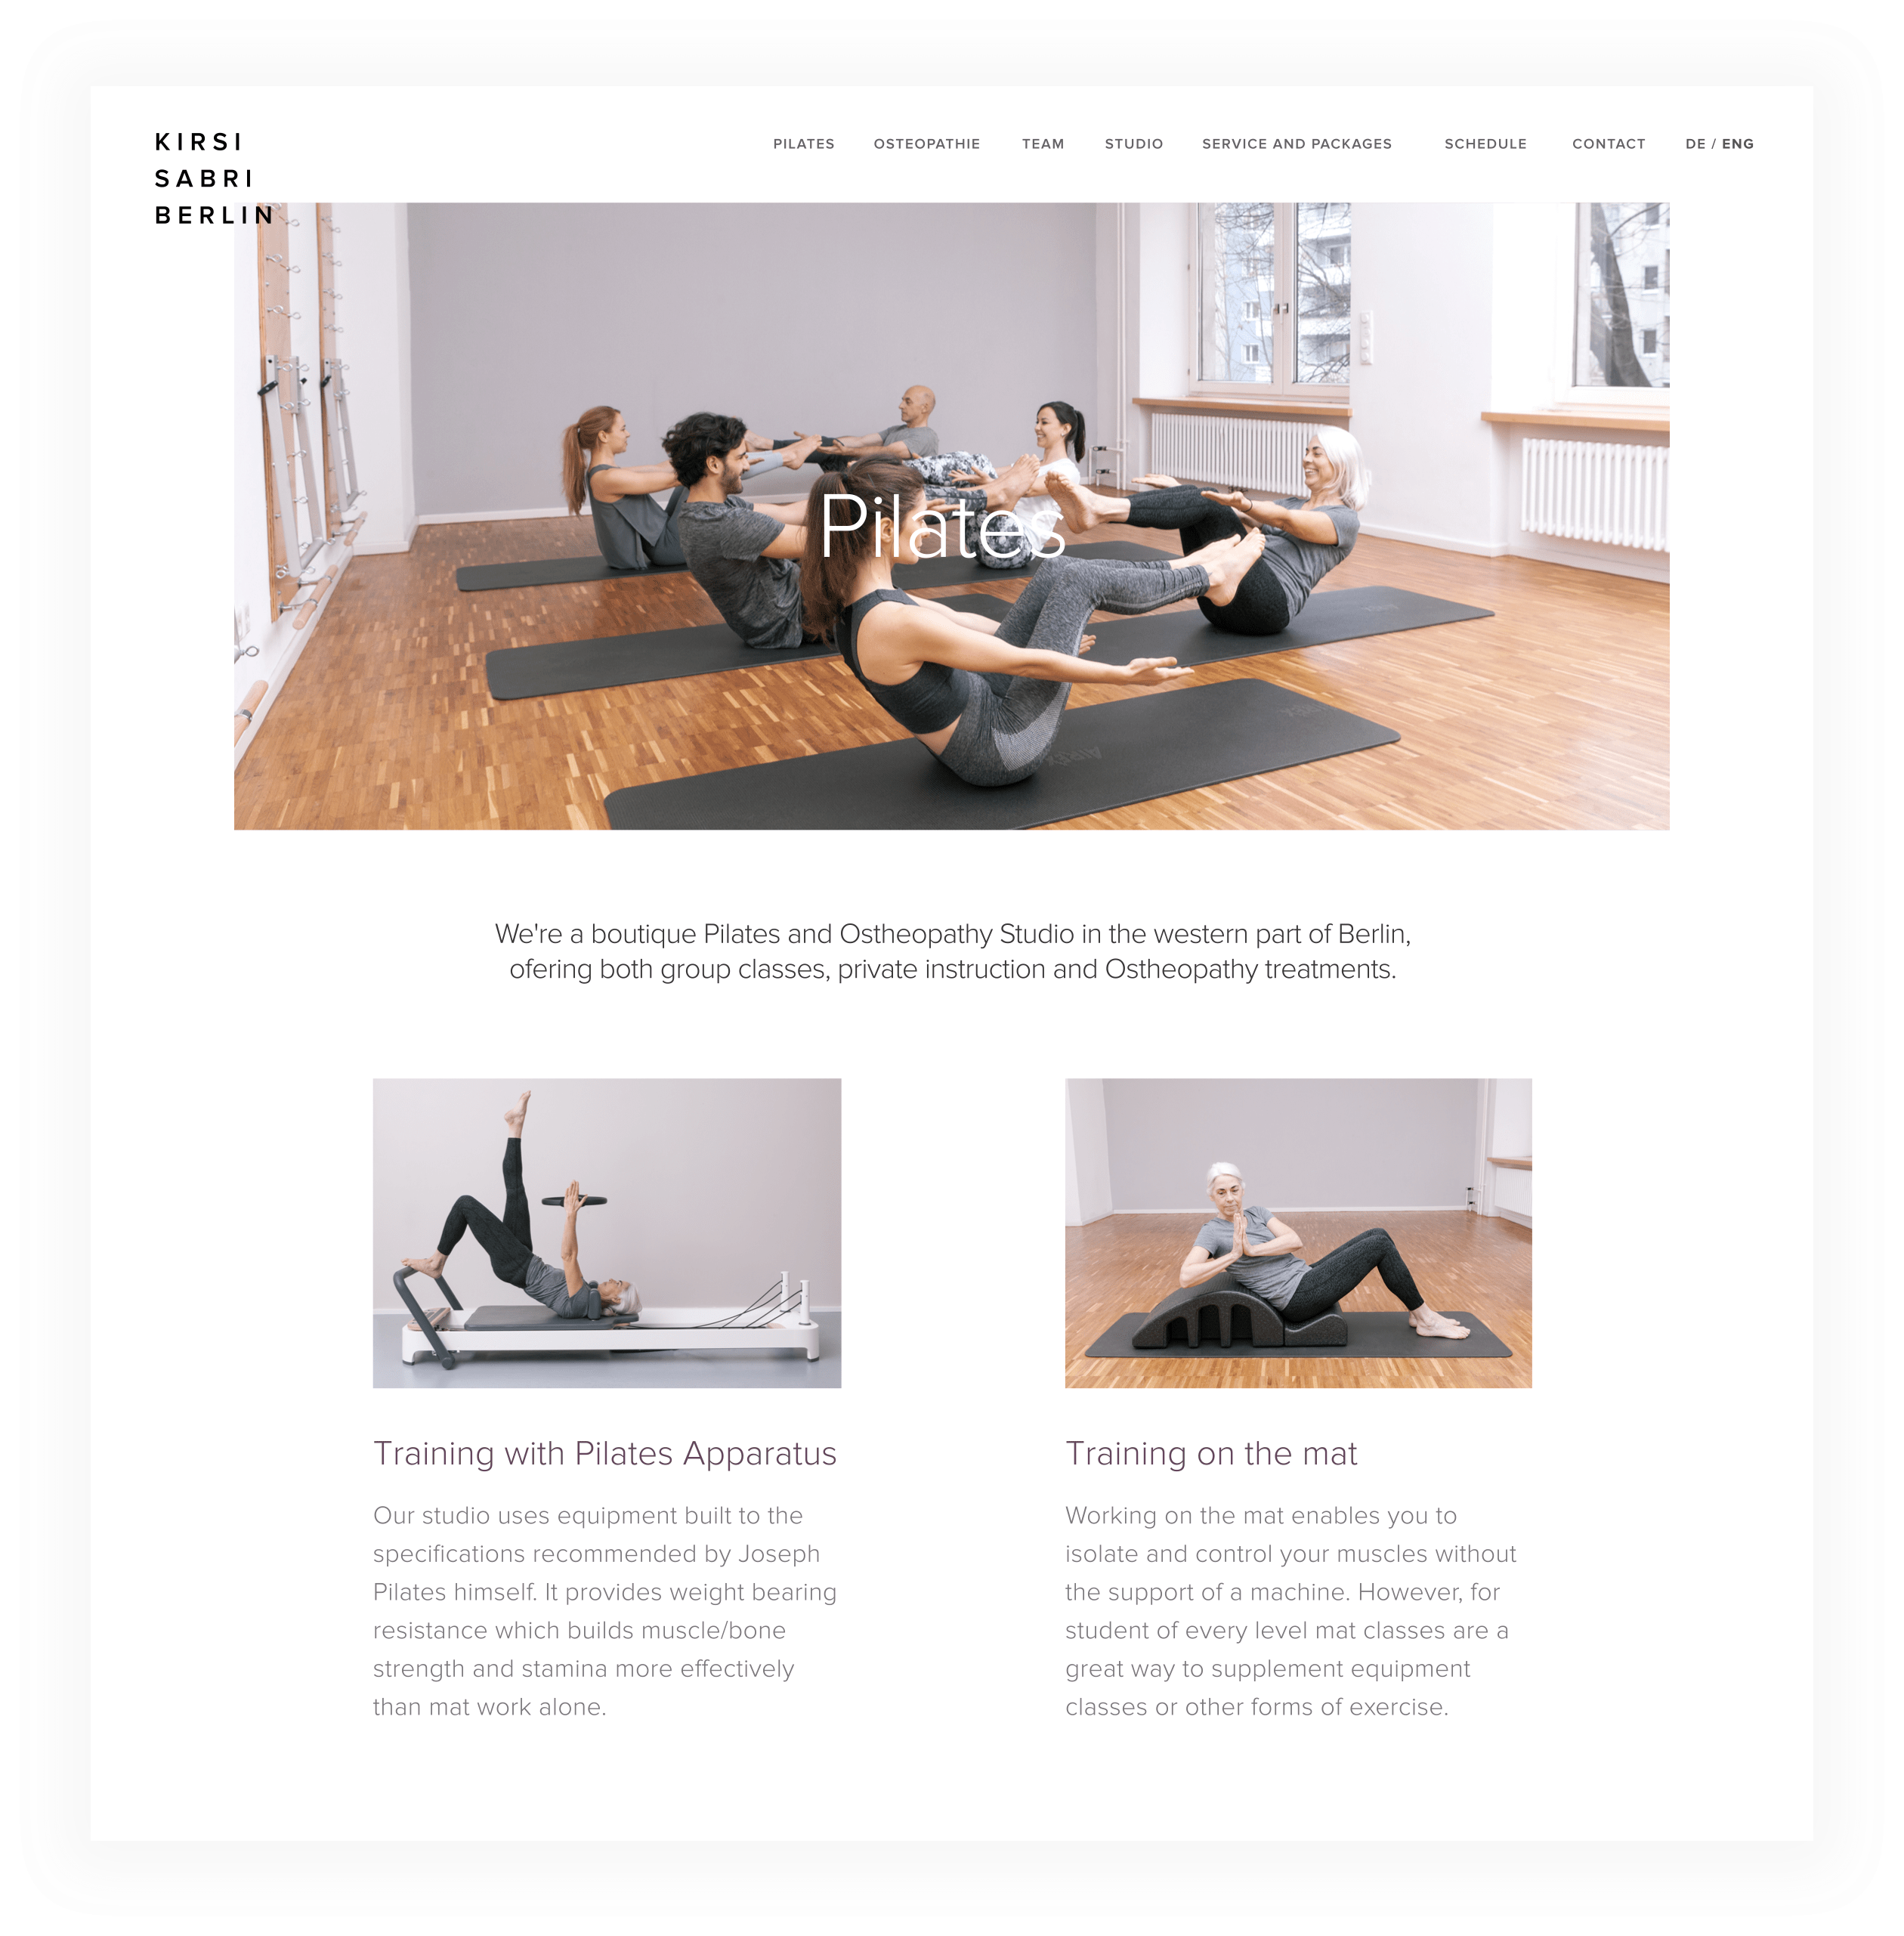 KIRSI
SABRI
BERLIN
PILATES OSTEOPATHIE TEAM STUDIO SERVICE AND PACKAGES SCHEDULE CONTACT DE / ENG
Pilates
We're a boutique Pilates and Ostheopathy Studio in the western part of Berlin,
ofering both group classes, private instruction and Ostheopathy treatments.
Training with Pilates Apparatus
Our studio uses equipment built to the
specifications recommended by Joseph
Pilates himself. It provides weight bearing
resistance which builds muscle/bone
strength and stamina more effectively
than mat work alone.
Training on the mat
Working on the mat enables you to
isolate and control your muscles without
the support of a machine. However, for
student of every level mat classes are a
great way to supplement equipment
classes or other forms of exercise.